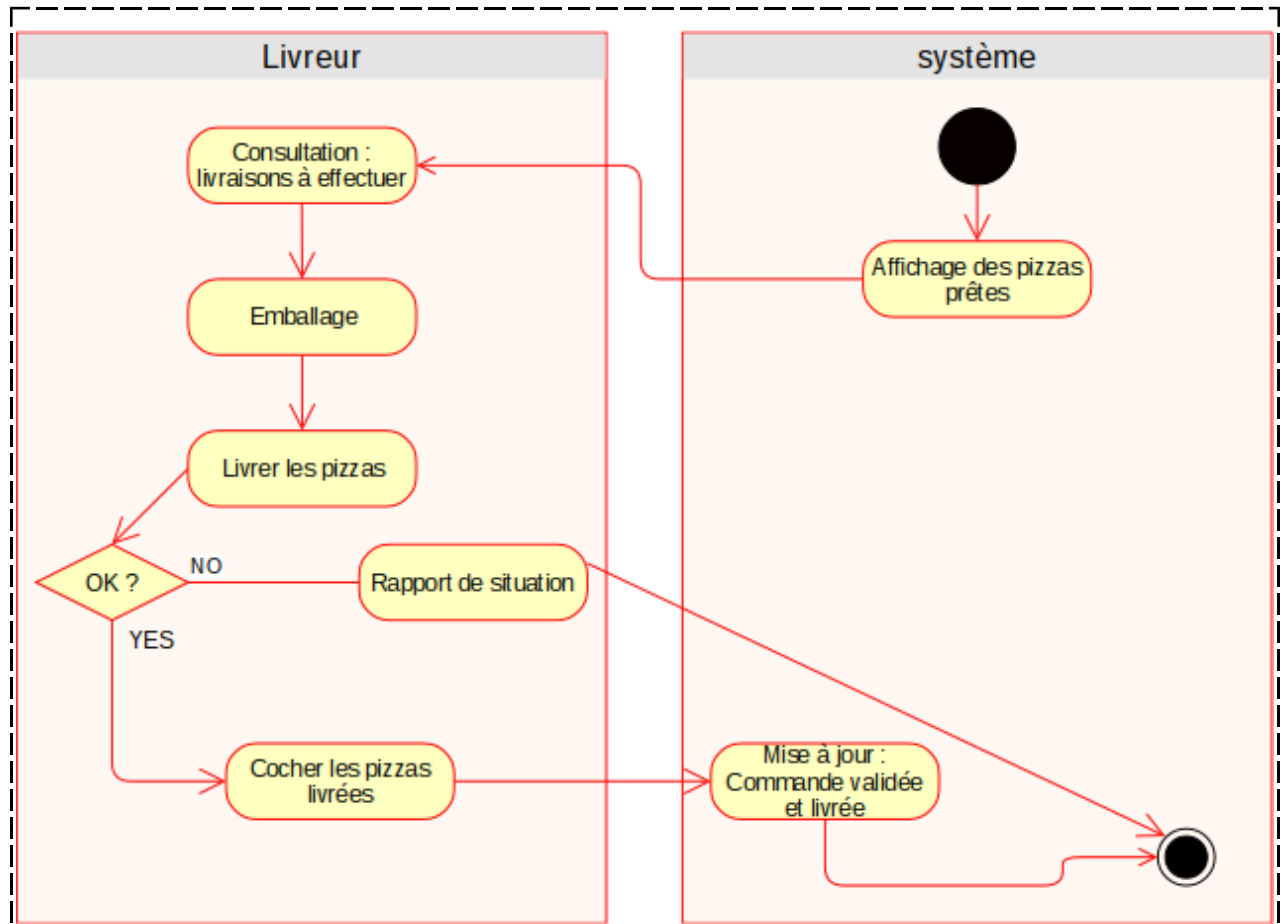 Livreur
système
Consultation :
livraisons à effectuer
Affichage des pizzas
prêtes
Emballage
Livrer les pizzas
OK ?
NO
Rapport de situation
YES
Cocher les pizzas
livrées
Mise à jour :
Commande validée
et livrée